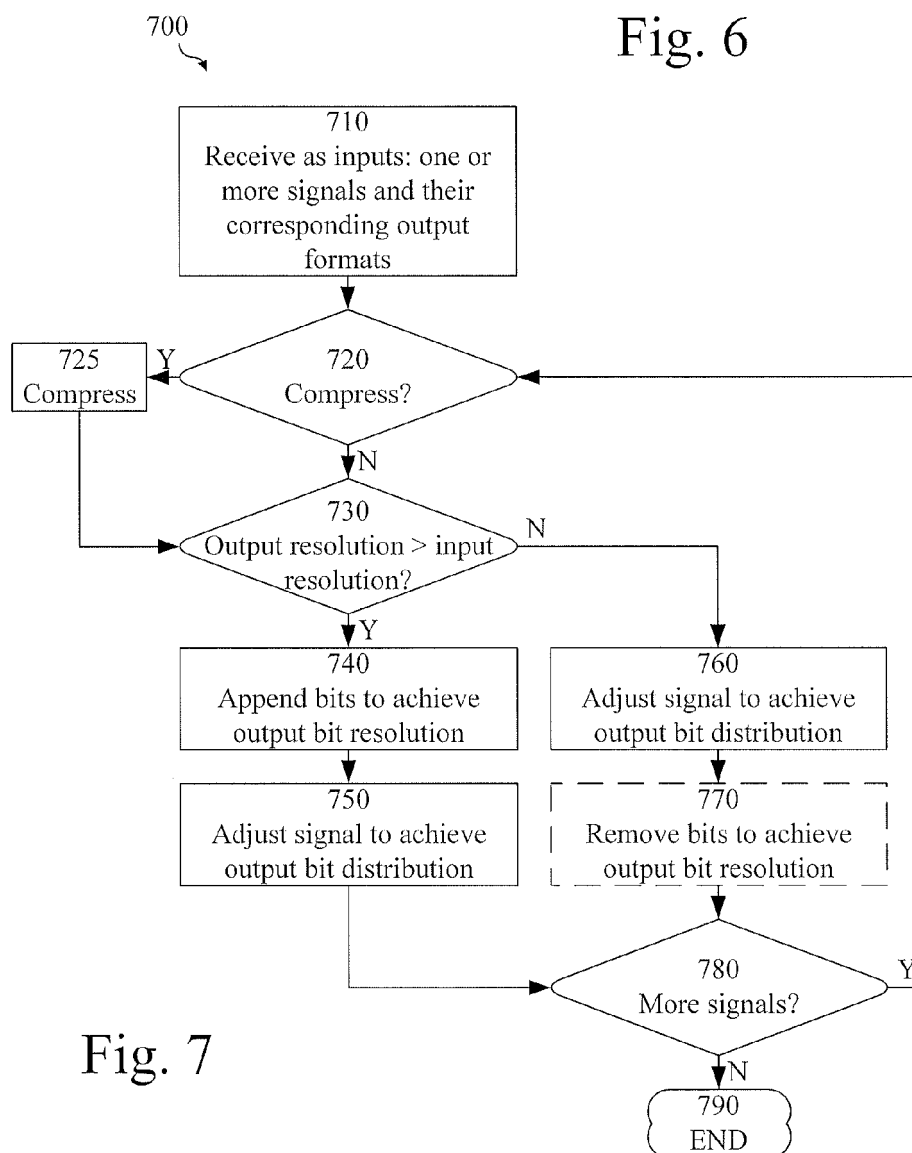 700
Fig. 6
710
Receive as inputs: one or
more signals and their
corresponding output
formats
725
Compress
Y
720
Compress?
N
730
Output resolution > input
resolution?
N
Y
740
Append bits to achieve
output bit resolution
760
Adjust signal to achieve
output bit distribution
750
Adjust signal to achieve
output bit distribution
770
Remove bits to achieve
output bit resolution
780
More signals?
Y
N
Fig. 7
790
END